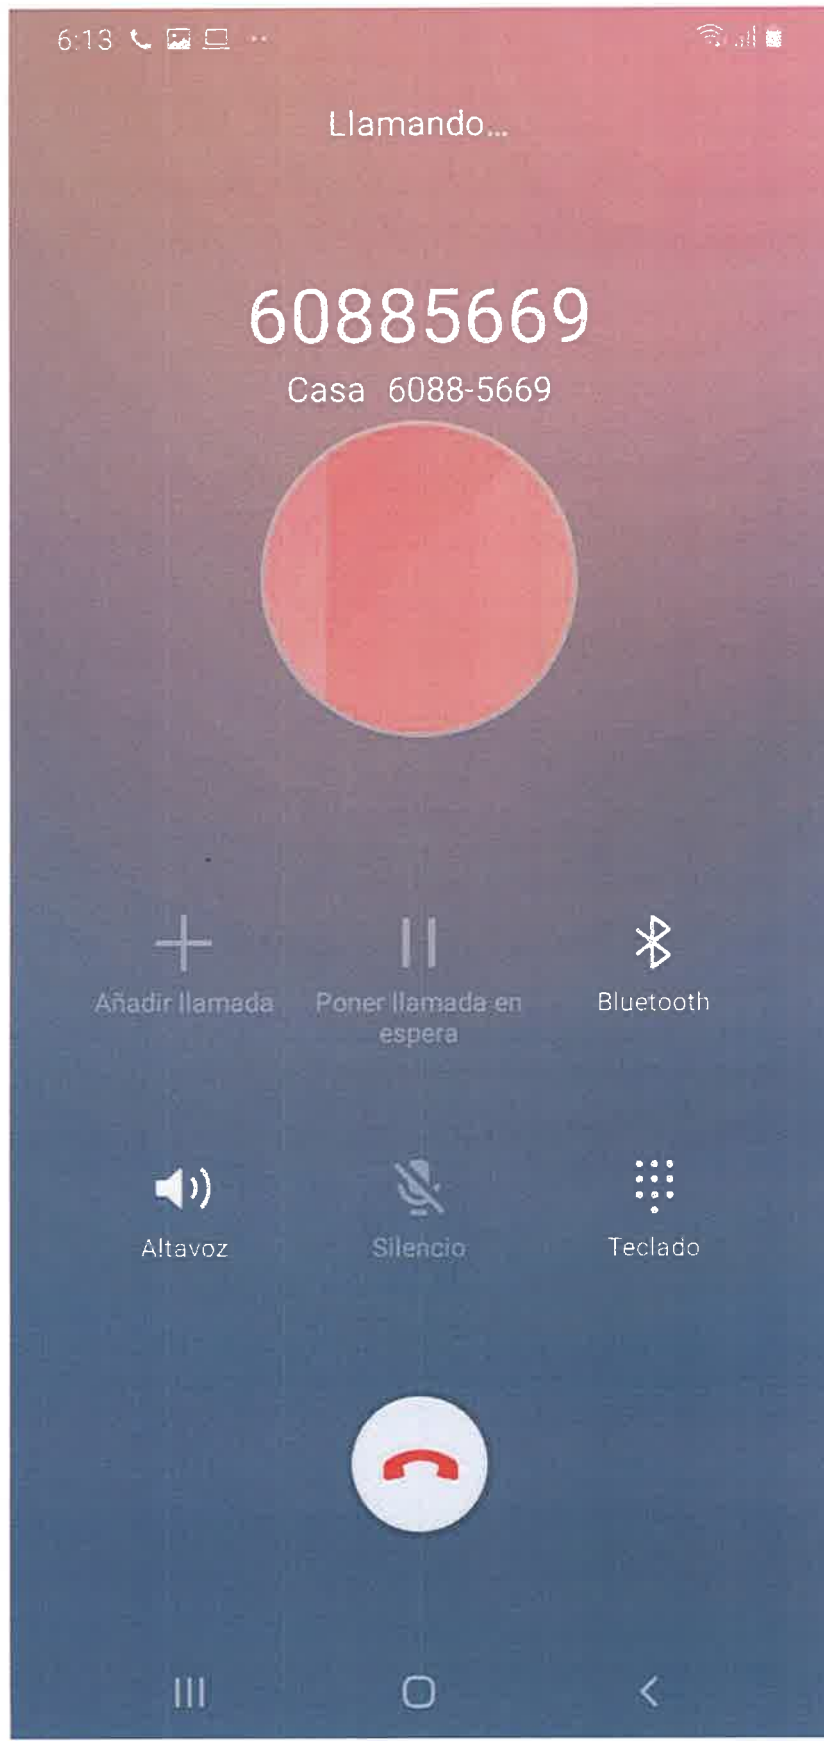 6:13
Llamando...
60885669
Casa 6088-5669
Añadir llamada
Poner llamada en
espera
Bluetooth
Altavoz
Silencio
Teclado